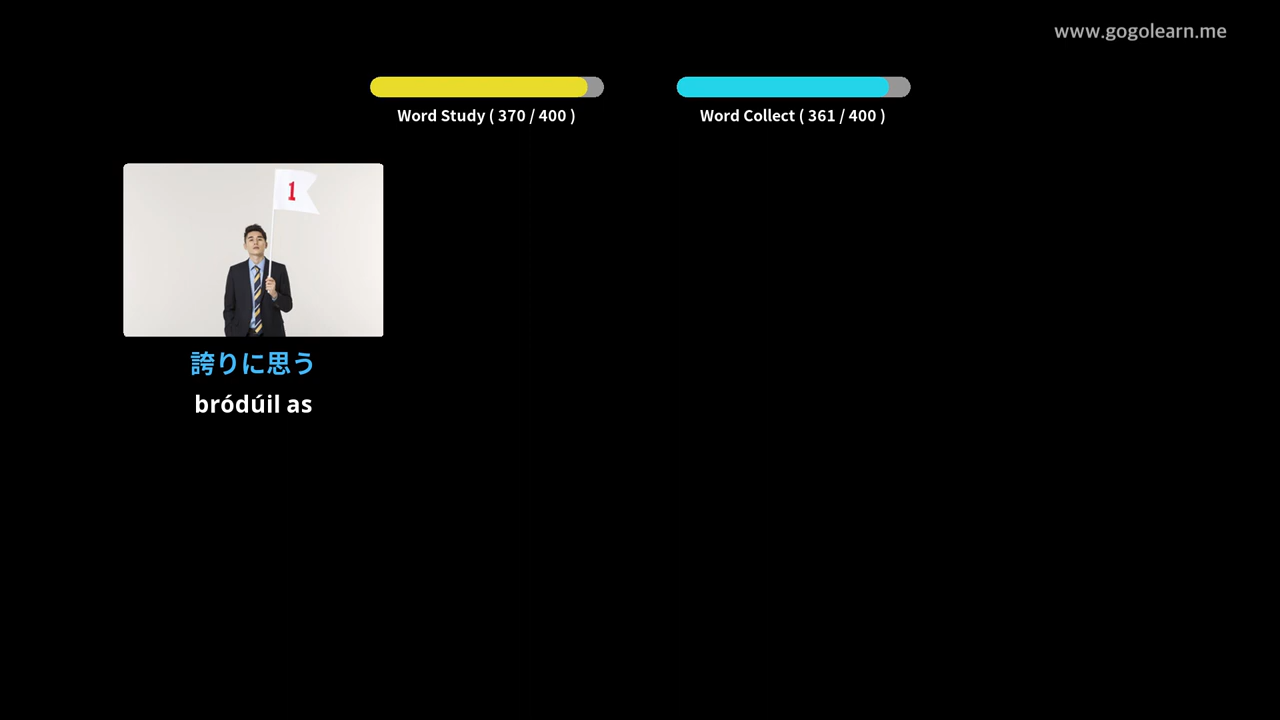 www.gogolearn.me
Word Study ( 370 / 400 )
Word Collect ( 361 / 400 )
1
誇りに思う
bródúil as